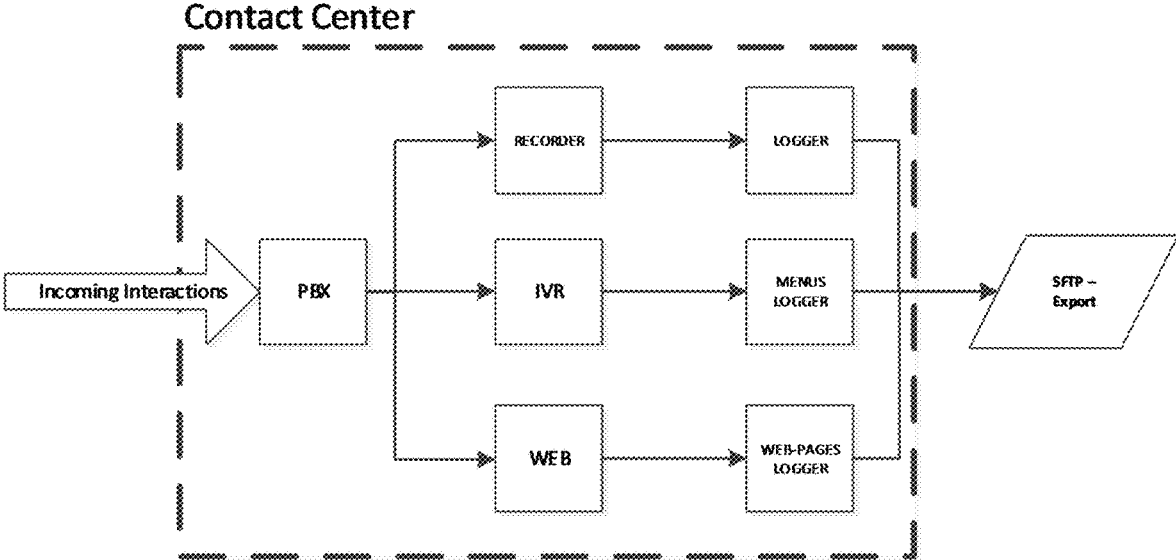 Contact Center
RECORDER
LOGGER
Incoming Interactions
PBX
IVR
MENUS
LOGGER
SFTP –
Export
WEB
WEB-PAGES
LOGGER